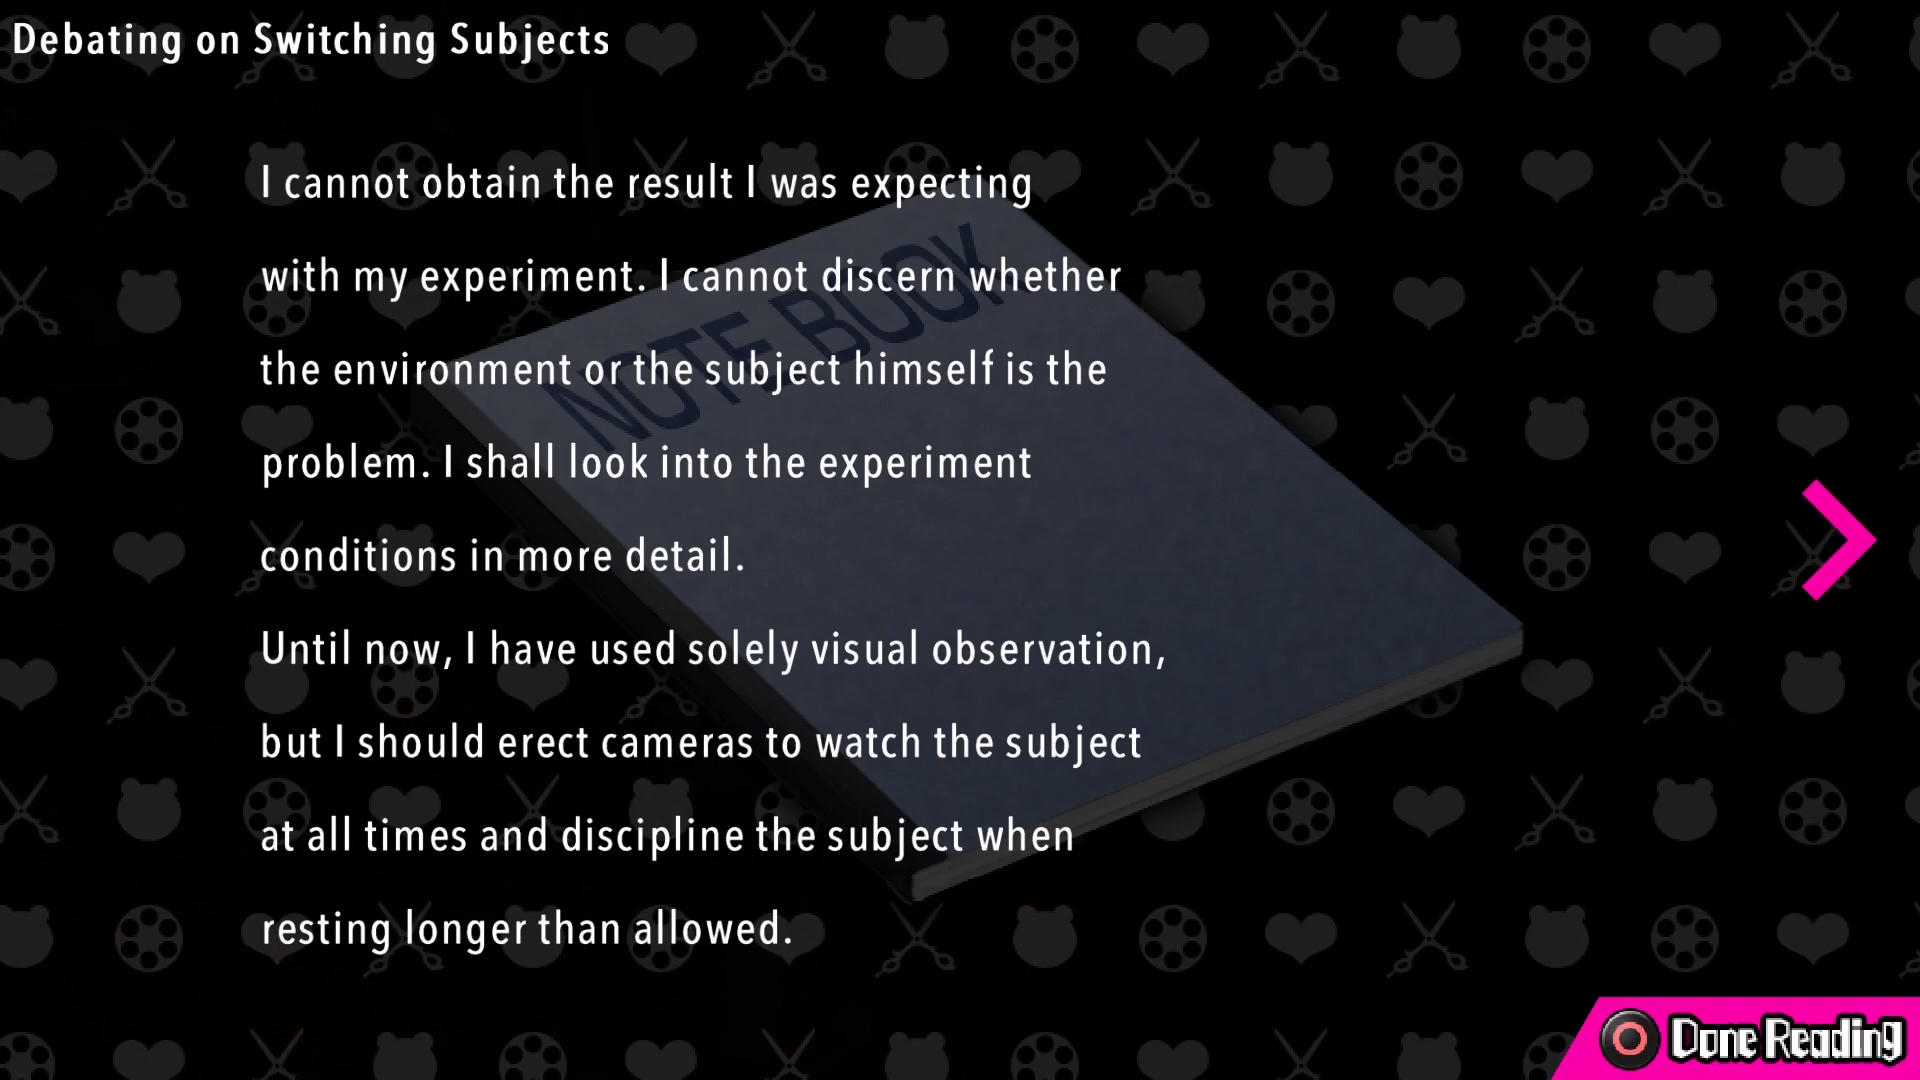 Debating on Switching Subjects
I cannot obtain the result I was expecting
with my experiment. I cannot discern whether
the environment or the subject himself is the
problem. I shall look into the experiment
conditions in more detail.
Until now, I have used solely visual observation,
but I should erect cameras to watch the subject
at all times and discipline the subject when
resting longer than allowed.
NOTE BOOK
Done Reading